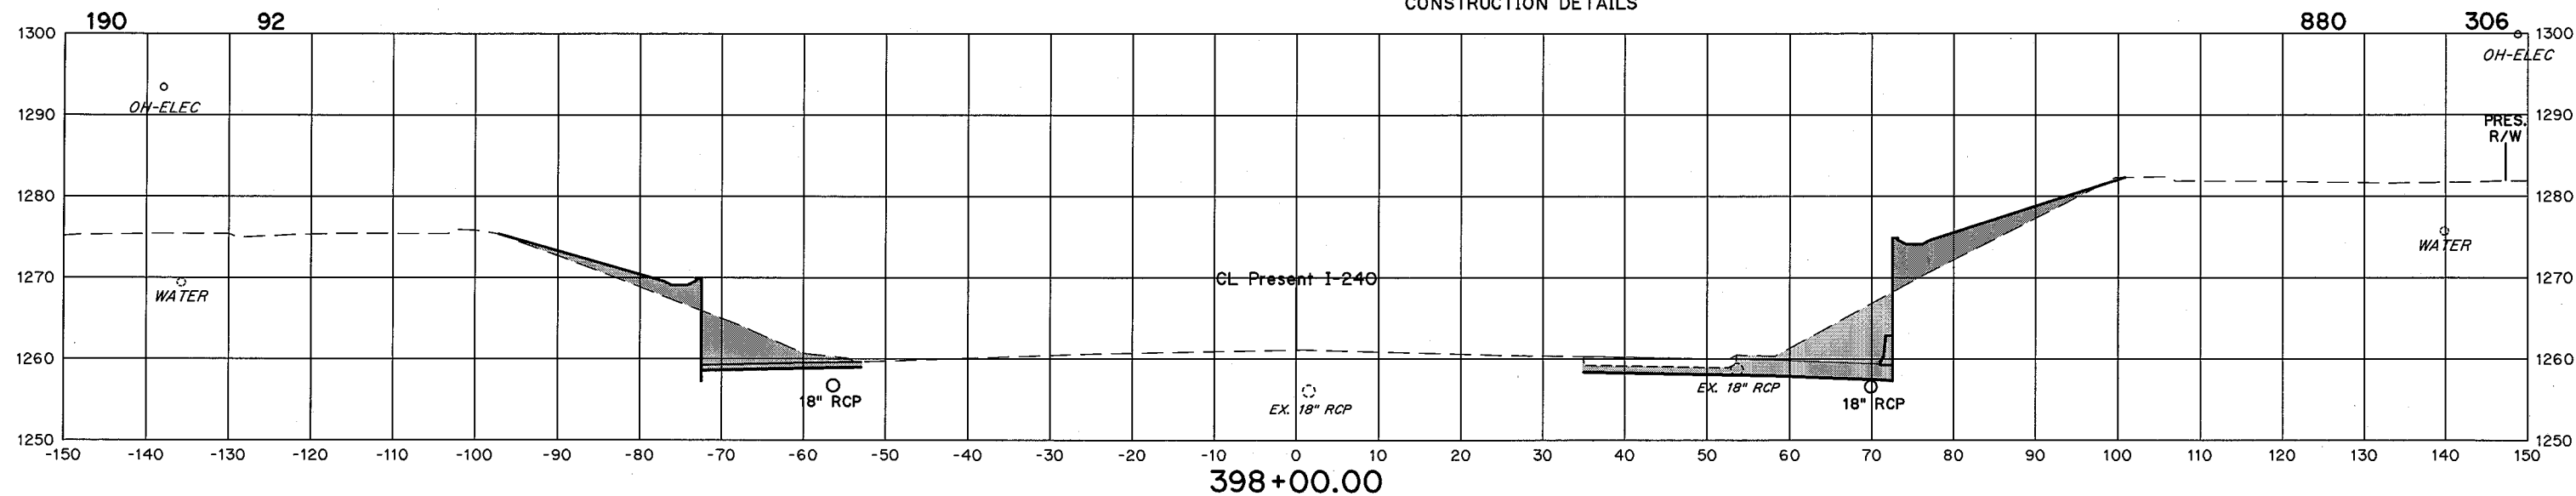 CONSTRUCTION DETAILS
190 92 880 306
1300 1300
OH-ELEC
OH-ELEC
1290 1290
PRES.
R/W
1280 1280
WATER
1270 CL Present I-240 1270
WATER
1260 1260
18" RCP
EX. 18" RCP
EX. 18" RCP
18" RCP
1250 1250
-150 -140 -130 -120 -110 -100 -90 -80 -70 -60 -50 -40 -30 -20 -10 0 10 20 30 40 50 60 70 80 90 100 110 120 130 140 150
398+00.00